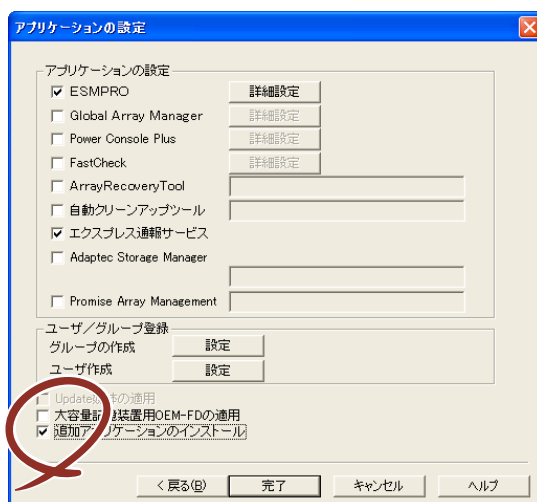 アプリケーションの設定
アプリケーションの設定
ESMPRO 詳細設定
Global Array Manager 詳細設定
Power Console Plus 詳細設定
FastCheck 詳細設定
ArrayRecoveryTool
自動クリーンアップツール
エクスプレス通報サービス
Adaptec Storage Manager
Promise Array Management
ユーザ/グループ登録
グループの作成 設定
ユーザ作成 設定
の適用
大容量記憶装置用OEM-FDの適用
追加アプリケーションのインストール
< 戻る(B) 完了 キャンセル ヘルプ